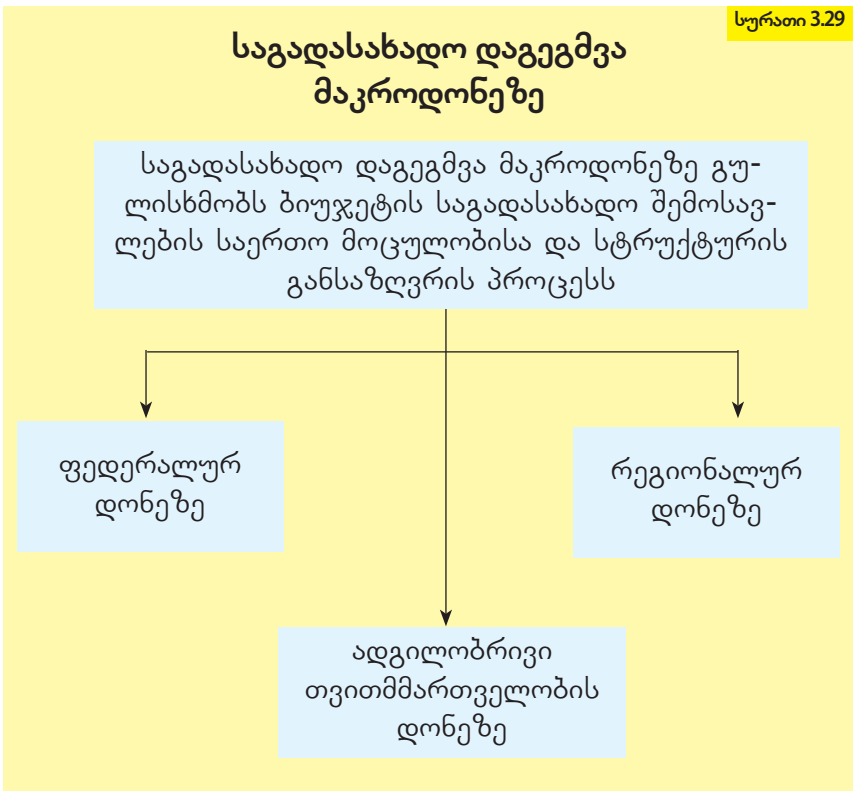 სურათი 3.29
საგადასახადო დაგეგმვა
მაკროდონეზე
საგადასახადო დაგეგმვა მაკროდონეზე გუ-
ლისხმობს ბიუჯეტის საგადასახადო შემოსავ-
ლების საერთო მოცულობისა და სტრუქტურის
განსაზღვრის პროცესს
ფედერალურ
დონეზე
რეგიონალურ
დონეზე
ადგილობრივი
თვითმმართველობის
დონეზე